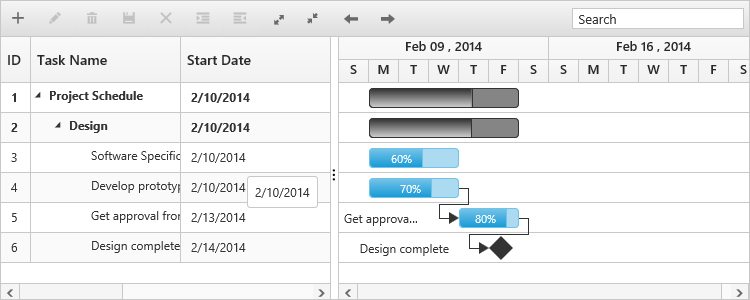 Search
ID Task Name Start Date
Feb 09 , 2014 Feb 16 , 2014
S M T W T F S S M T W T F S
1 Project Schedule 2/10/2014
2 Design 2/10/2014
3 Software Specific 2/10/2014 60%
4 Develop prototyp 2/10/2014 70%
2/10/2014
5 Get approval from 2/13/2014 Get approva... 80%
6 Design complete 2/14/2014 Design complete